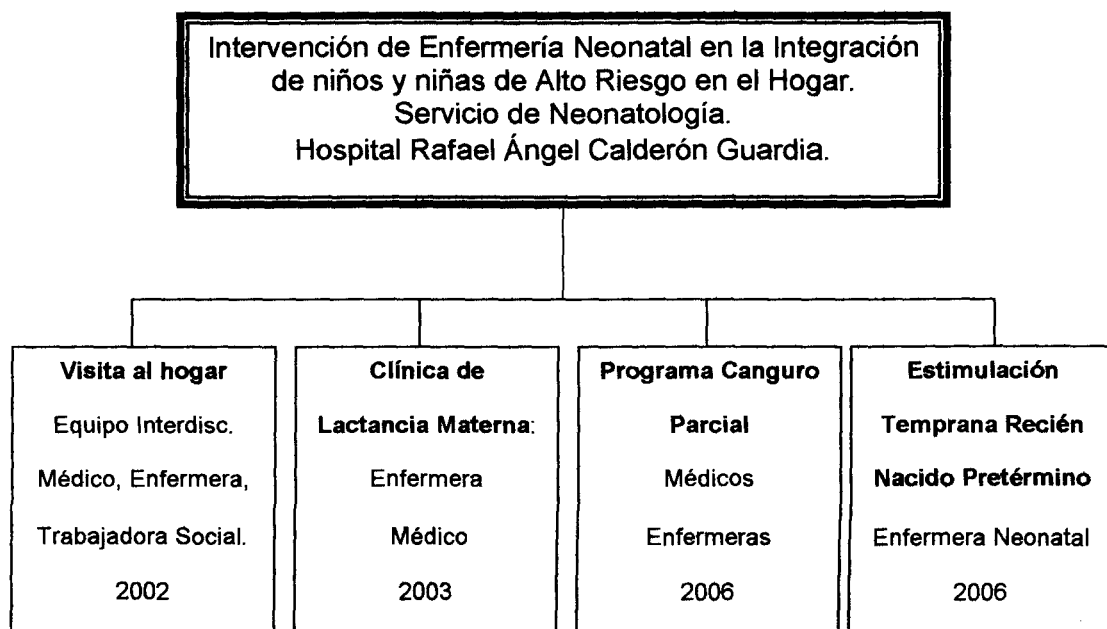 Intervención de Enfermería Neonatal en la Integración
de niños y niñas de Alto Riesgo en el Hogar.
Servicio de Neonatología.
Hospital Rafael Ángel Calderón Guardia.
Visita al hogar
Equipo Interdisc.
Médico, Enfermera,
Trabajadora Social.
2002
Clínica de
Lactancia Materna:
Enfermera
Médico
2003
Programa Canguro
Parcial
Médicos
Enfermeras
2006
Estimulación
Temprana Recién
Nacido Pretérmino
Enfermera Neonatal
2006